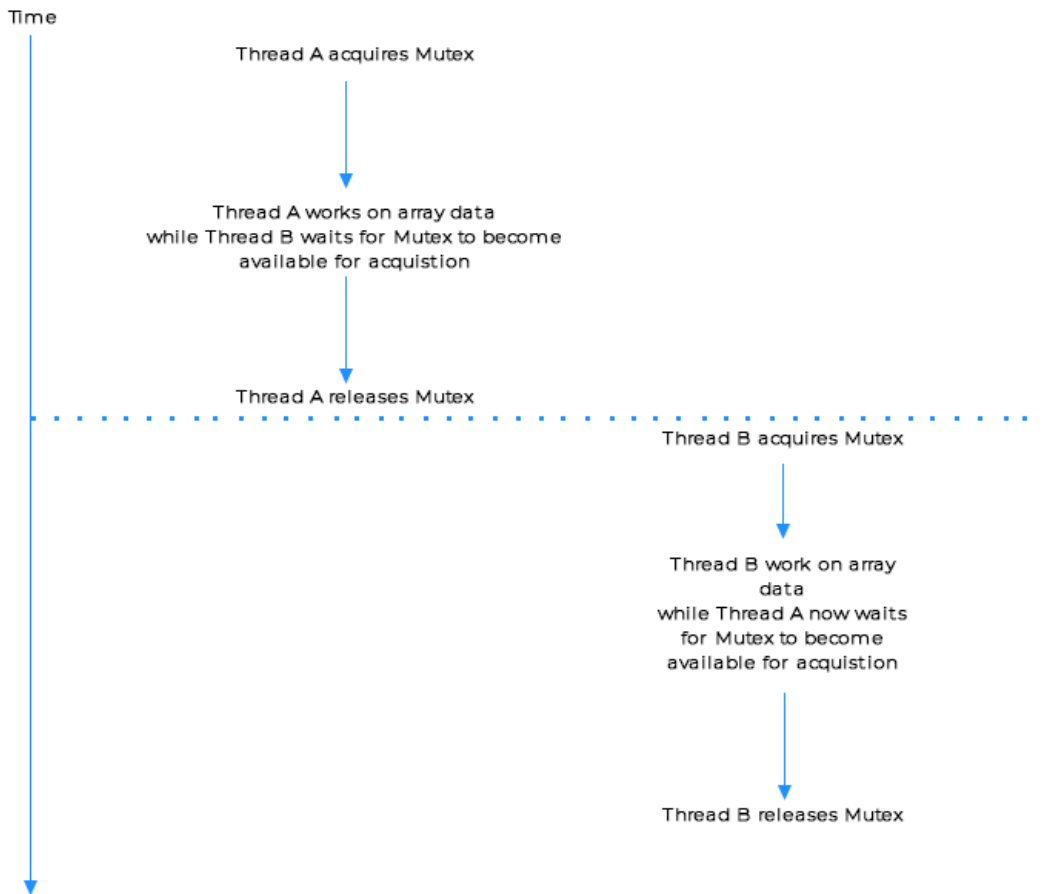 Time
Thread A acquires Mutex
Thread A works on array data
while Thread B waits for Mutex to become
available for acquistion
Thread A releases Mutex
Thread B acquires Mutex
Thread B work on array
data
while Thread A now waits
for Mutex to become
available for acquistion
Thread B releases Mutex